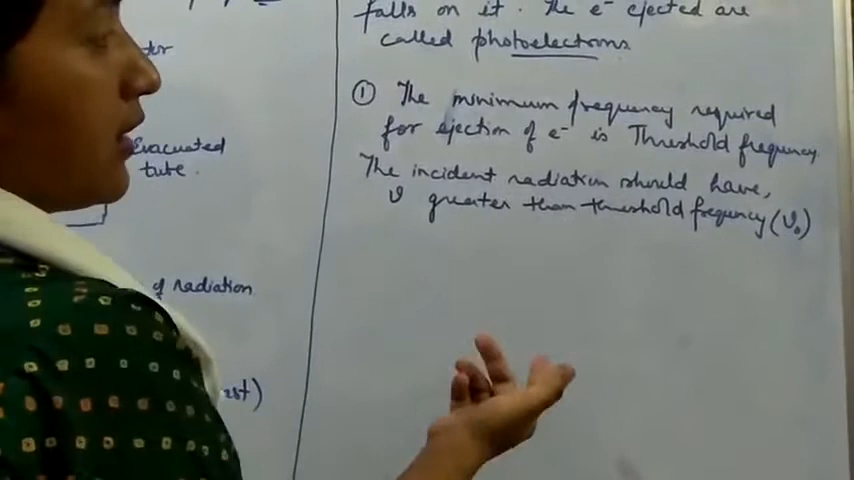 Evacuated
tube.
of radiation
falls on it. The e⁻ ejected are
called photoelectrons.
① The minimum frequency required
for ejection of e⁻ is Threshold frequency
The incident radiation should have,
ν greater than threshold frequency (ν₀)